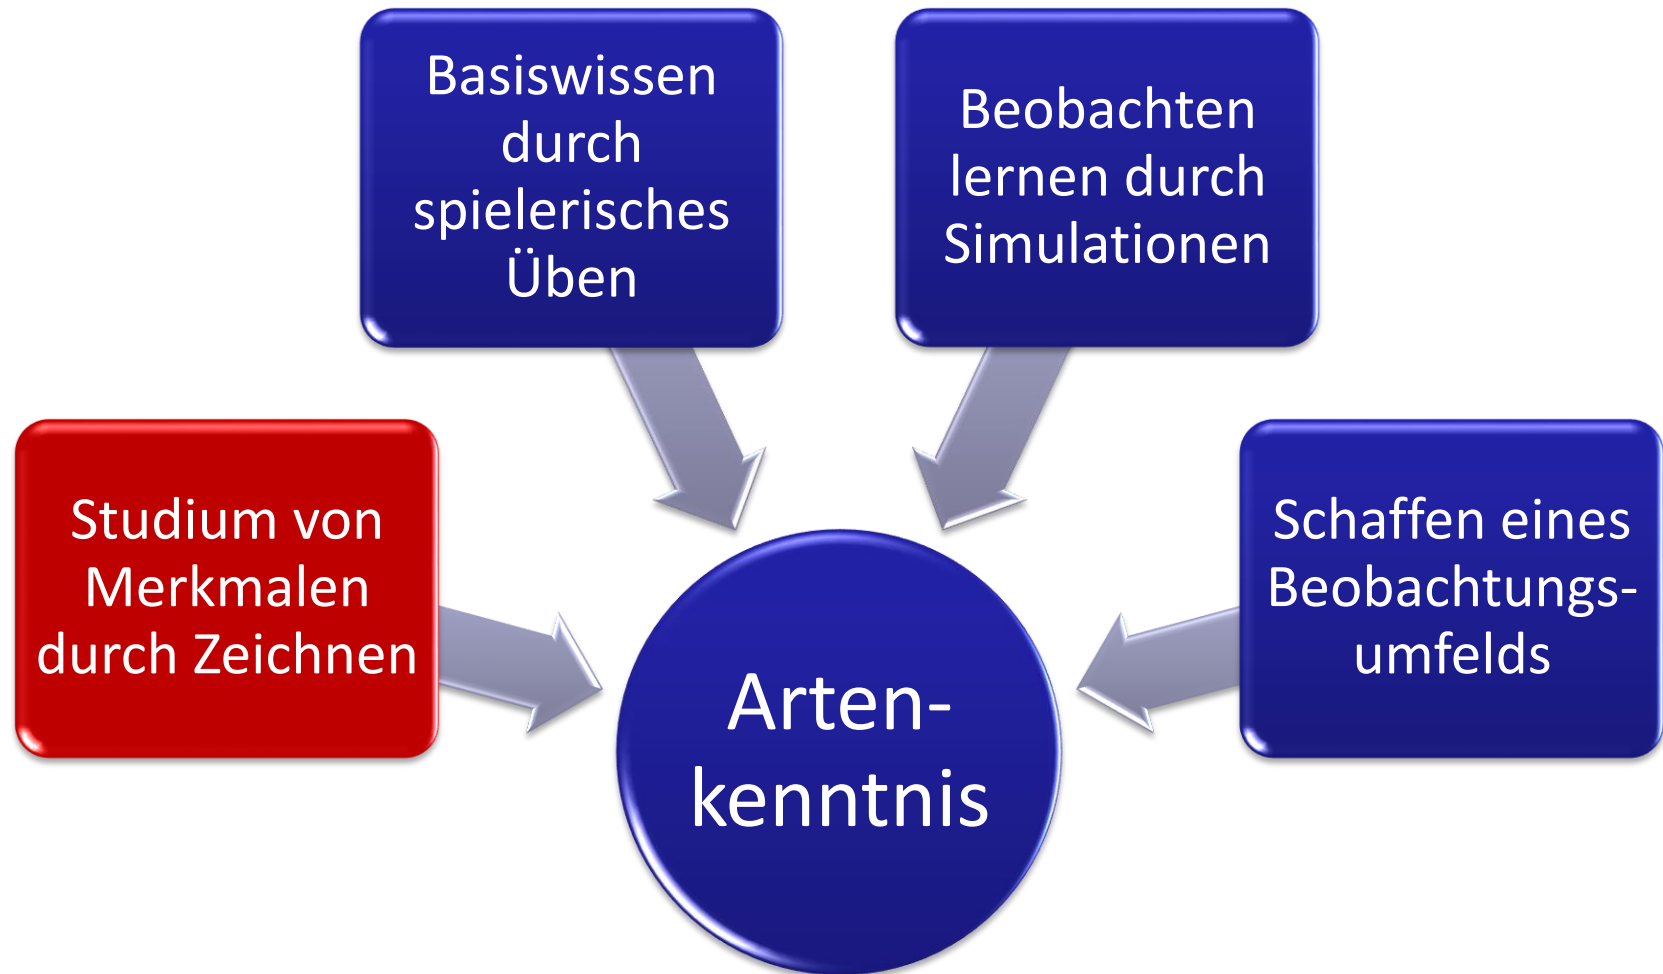 Basiswissen
durch
spielerisches
Üben
Beobachten
lernen durch
Simulationen
Studium von
Merkmalen
durch Zeichnen
Schaffen eines
Beobachtungs-
umfelds
Arten-
kenntnis